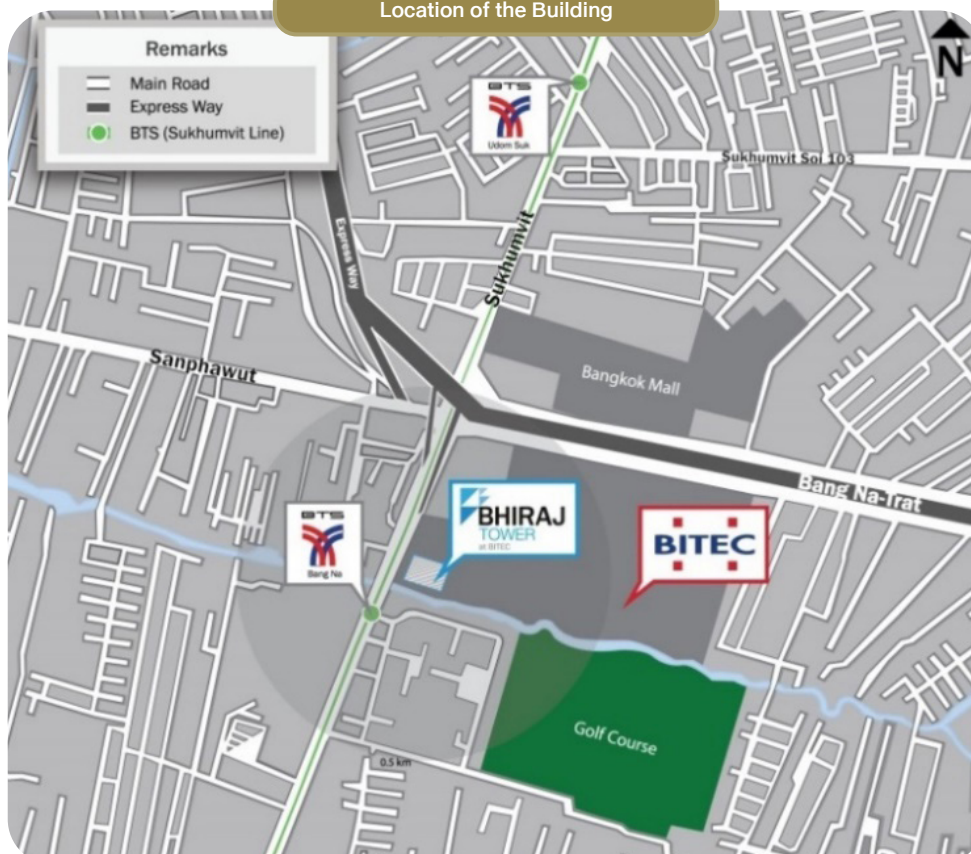 Location of the Building
Remarks
Main Road
Express Way
BTS (Sukhumvit Line)
N
BTS
Udom Suk
Sukhumvit Soi 103
Express Way
Sukhumvit
Sanphawut
Bangkok Mall
Bang Na-Trat
BHIRAJ
TOWER
at BITEC
BITEC
BTS
Bang Na
Golf Course
0.5 km